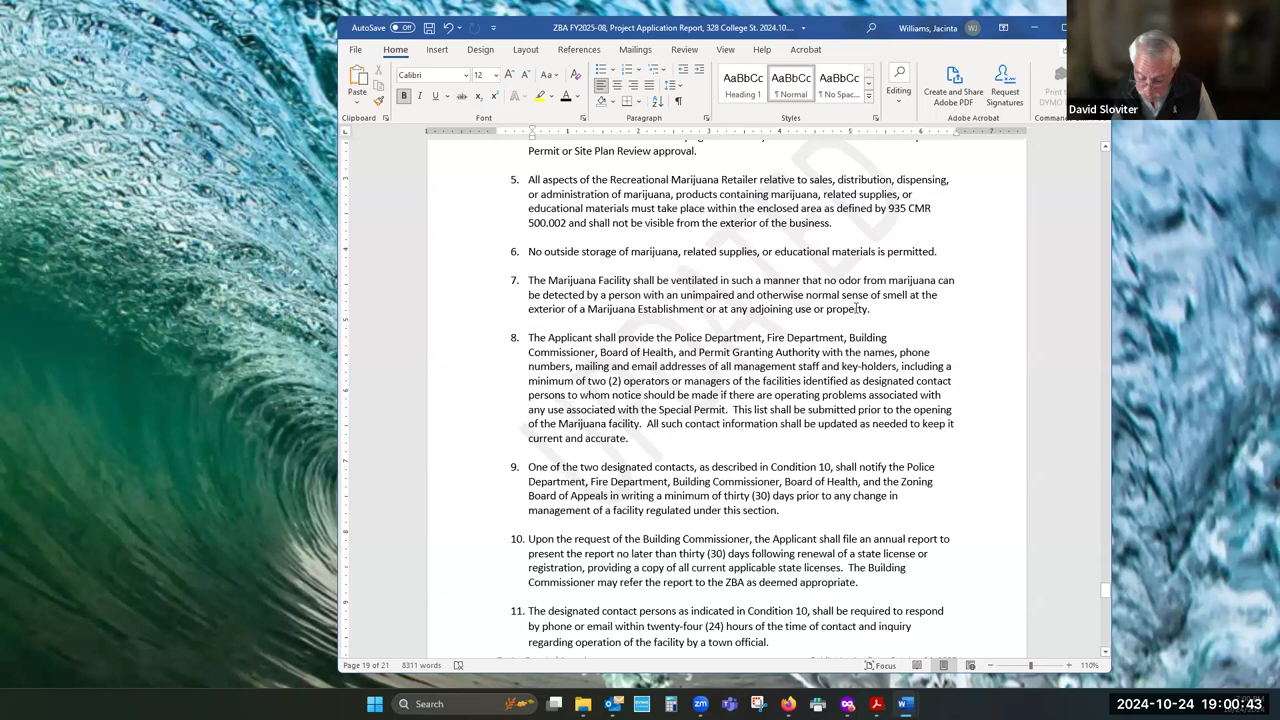 AutoSave
Off
ZBA FY2025-08, Project Application Report, 328 College St. 2024.10....
Williams, Jacinta
JW
File Home Insert Design Layout References Mailings Review View Help Acrobat
Paste
Calibri
12
Aa
AaBbCc AaBbCc AaBbCc
Heading 1 ¶ Normal ¶ No Spac...
Editing
Create and Share
Adobe PDF
Request
Signatures
Print to
DYMO
Clipboard Font Paragraph Styles Adobe Acrobat
David Sloviter
Permit or Site Plan Review approval.
5. All aspects of the Recreational Marijuana Retailer relative to sales, distribution, dispensing,
or administration of marijuana, products containing marijuana, related supplies, or
educational materials must take place within the enclosed area as defined by 935 CMR
500.002 and shall not be visible from the exterior of the business.
6. No outside storage of marijuana, related supplies, or educational materials is permitted.
7. The Marijuana Facility shall be ventilated in such a manner that no odor from marijuana can
be detected by a person with an unimpaired and otherwise normal sense of smell at the
exterior of a Marijuana Establishment or at any adjoining use or property.
8. The Applicant shall provide the Police Department, Fire Department, Building
Commissioner, Board of Health, and Permit Granting Authority with the names, phone
numbers, mailing and email addresses of all management staff and key-holders, including a
minimum of two (2) operators or managers of the facilities identified as designated contact
persons to whom notice should be made if there are operating problems associated with
any use associated with the Special Permit. This list shall be submitted prior to the opening
of the Marijuana facility. All such contact information shall be updated as needed to keep it
current and accurate.
9. One of the two designated contacts, as described in Condition 10, shall notify the Police
Department, Fire Department, Building Commissioner, Board of Health, and the Zoning
Board of Appeals in writing a minimum of thirty (30) days prior to any change in
management of a facility regulated under this section.
10. Upon the request of the Building Commissioner, the Applicant shall file an annual report to
present the report no later than thirty (30) days following renewal of a state license or
registration, providing a copy of all current applicable state licenses. The Building
Commissioner may refer the report to the ZBA as deemed appropriate.
11. The designated contact persons as indicated in Condition 10, shall be required to respond
by phone or email within twenty-four (24) hours of the time of contact and inquiry
regarding operation of the facility by a town official.
Page 19 of 21 8311 words
Focus
110%
Search
2024-10-24 19:00:43